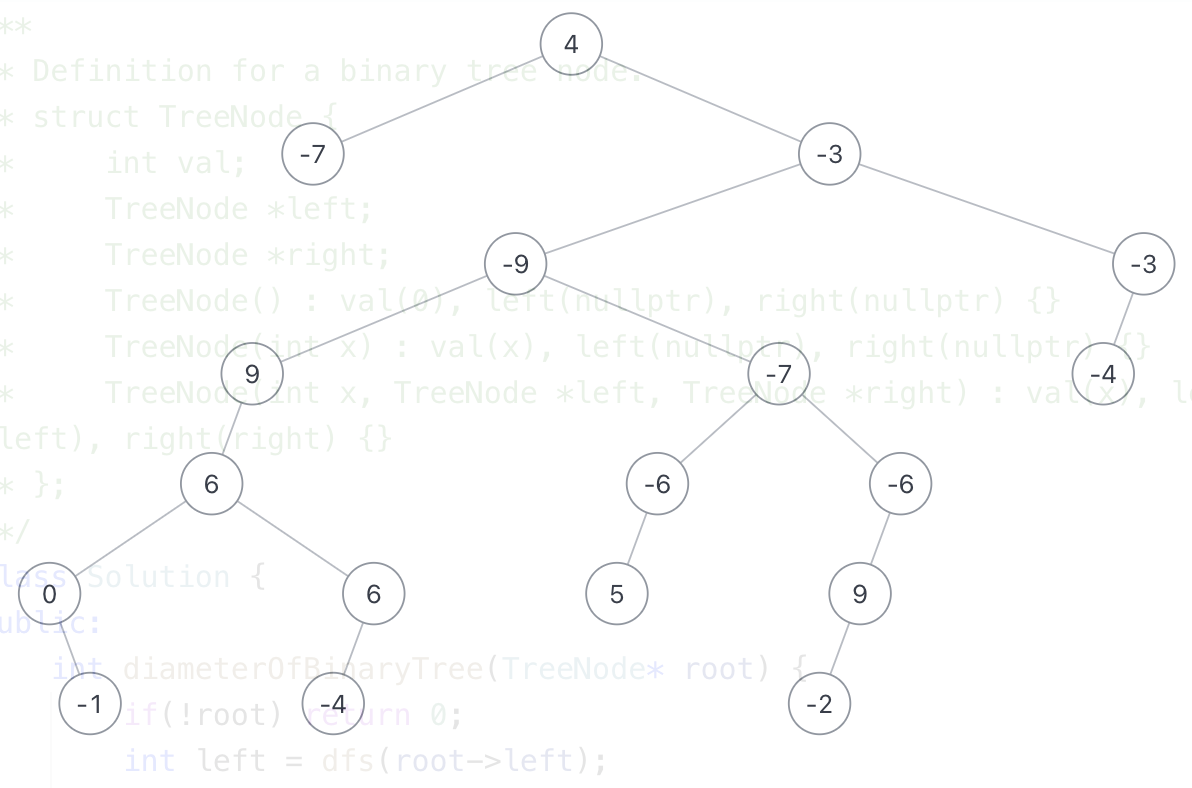 **
4
* Definition for a binary tree node.
* struct TreeNode {
-7 -3
* int val;
* TreeNode *left;
* TreeNode *right;
-9 -3
* TreeNode() : val(0), left(nullptr), right(nullptr) {}
* TreeNode(int x) : val(x), left(nullptr), right(nullptr) {}
9 -7 -4
* TreeNode(int x, TreeNode *left, TreeNode *right) : val(x),
left), right(right) {}
6 -6 -6
* };
*/
lass Solution {
0 6 5 9
ublic:
int diameterOfBinaryTree(TreeNode* root) {
-1 -4 -2
if(!root) return 0;
int left = dfs(root->left);